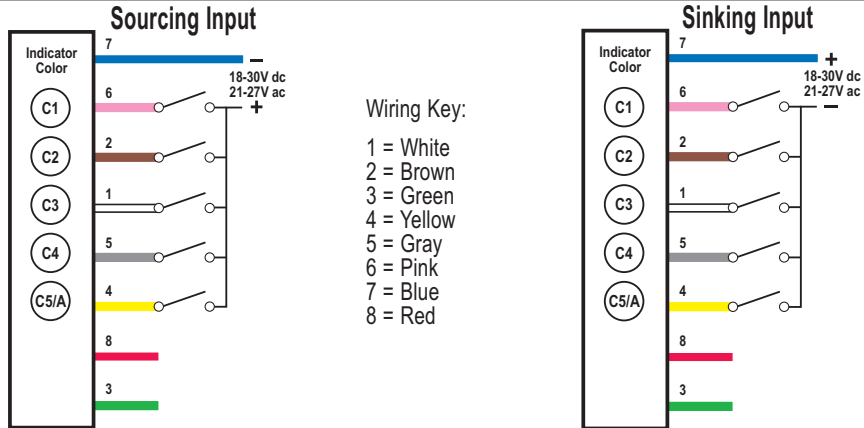 Sourcing Input
Indicator
Color
7
−
18-30V dc
21-27V ac
+
C1
6
C2
2
C3
1
C4
5
C5/A
4
8
3
Wiring Key:
1 = White
2 = Brown
3 = Green
4 = Yellow
5 = Gray
6 = Pink
7 = Blue
8 = Red
Sinking Input
Indicator
Color
7
+
18-30V dc
21-27V ac
−
C1
6
C2
2
C3
1
C4
5
C5/A
4
8
3